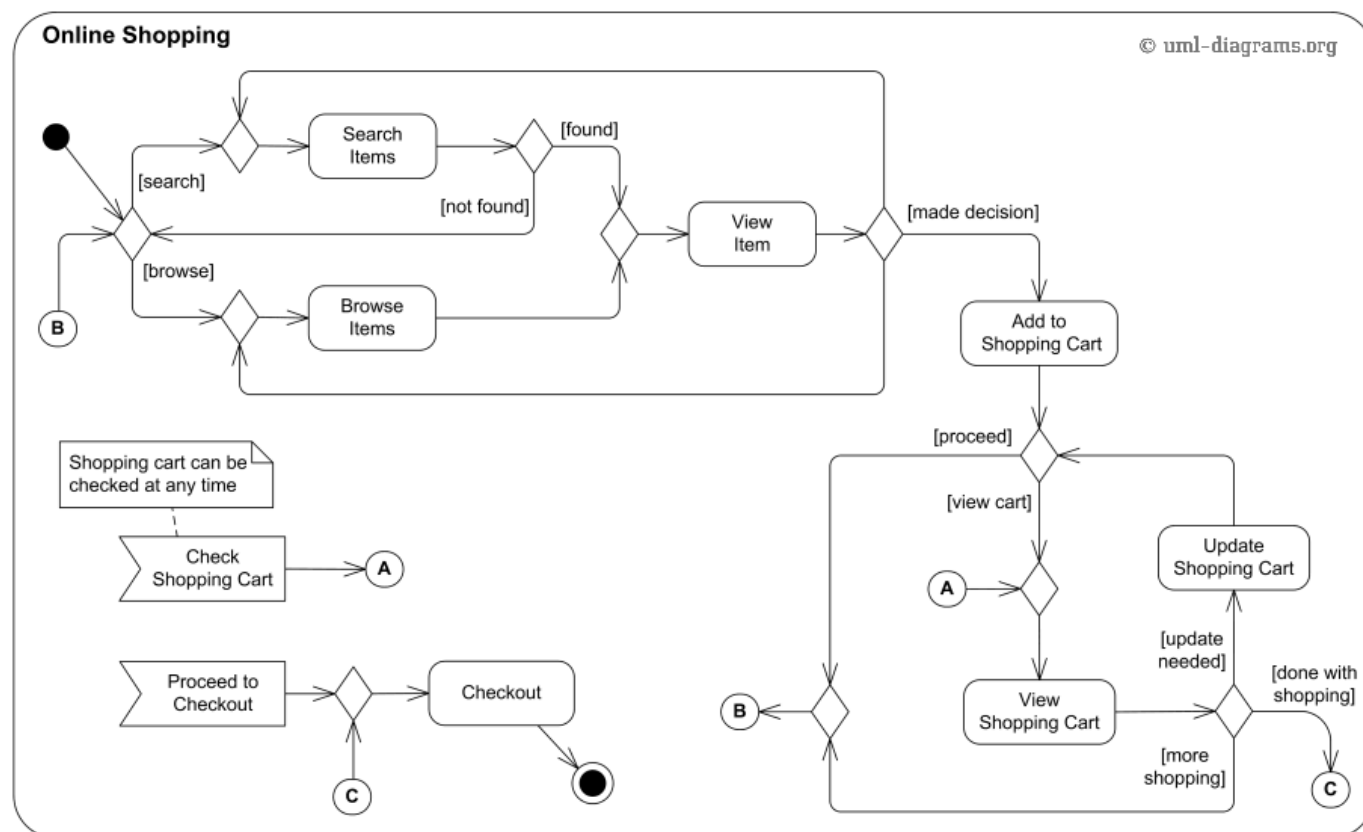 Online Shopping
© uml-diagrams.org
Search
Items
[found]
[search]
[not found]
[made decision]
View
Item
[browse]
Browse
Items
B
Add to
Shopping Cart
[proceed]
Shopping cart can be
checked at any time
[view cart]
Check
Shopping Cart
A
Update
Shopping Cart
A
[update
needed]
[done with
shopping]
Proceed to
Checkout
Checkout
B
View
Shopping Cart
[more
shopping]
C
C